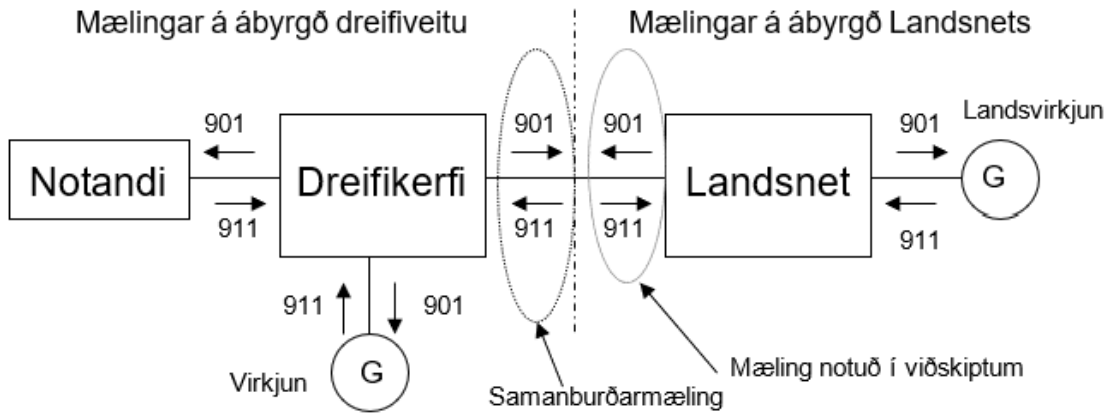 Mælingar á ábyrgð dreifiveitu
Mælingar á ábyrgð Landsnets
901
901
901
901
Landsvirkjun
Notandi
Dreifikerfi
Landsnet
G
911
911
911
911
911
901
Virkjun
G
Samanburðarmæling
Mæling notuð í viðskiptum